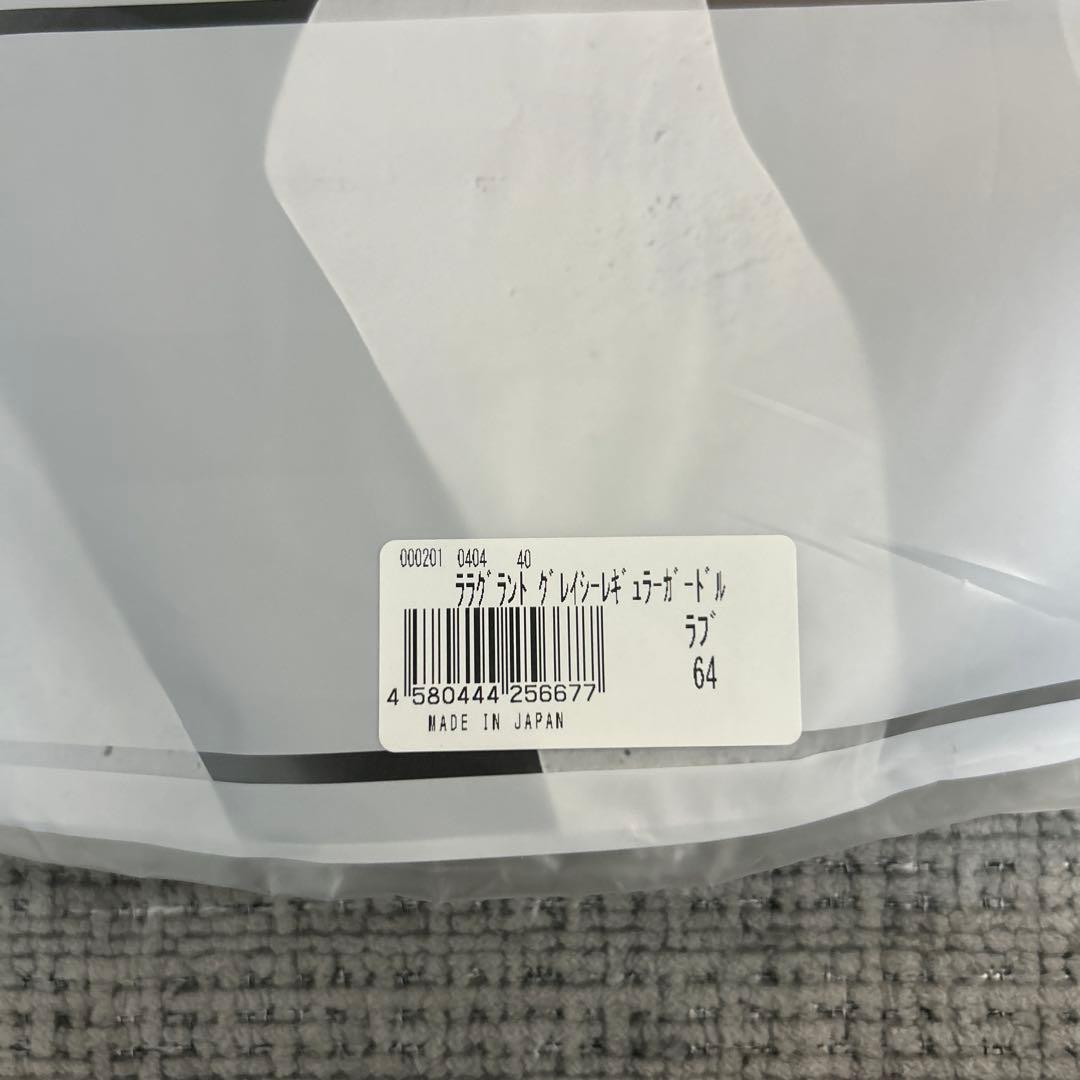 000201 0404 40
ﾗﾗｸﾞﾗﾝﾄ ｸﾞﾚｲｼｰﾚｷﾞｭﾗｰｶﾞｰﾄﾞﾙ
ﾗﾌﾞ
64
4 580444 256677
MADE IN JAPAN